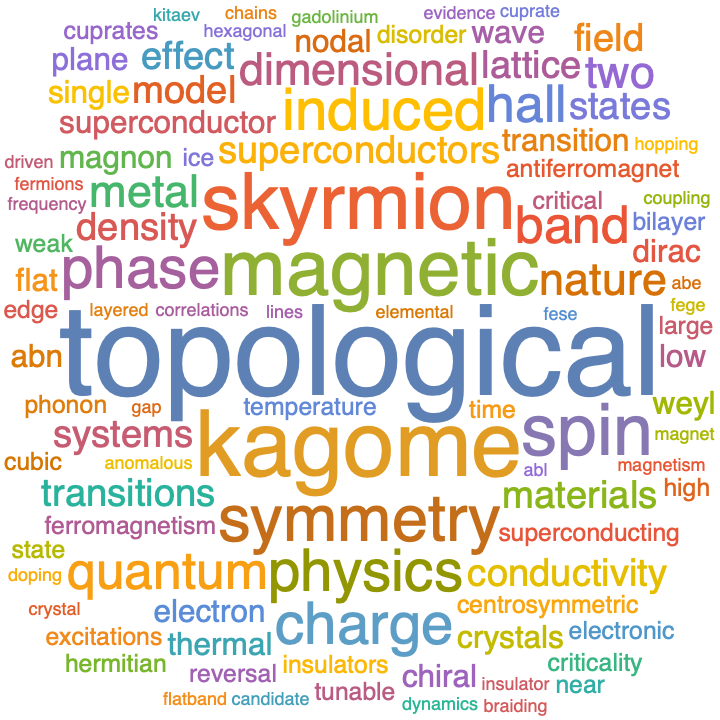 kitaev chains gadolinium evidence cuprate
cuprates hexagonal nodal disorder wave field
plane effect dimensional lattice two
single model induced hall states
superconductor superconductors transition hopping
driven magnon ice antiferromagnet
fermions metal skyrmion critical coupling
frequency density band bilayer
weak phase magnetic nature dirac
flat abe
edge layered correlations lines elemental fese fege
topological large
abn low
phonon gap temperature time weyl
systems kagome spin magnet
cubic anomalous abl magnetism
transitions symmetry materials high
ferromagnetism superconducting
state
doping quantum physics conductivity
crystal electron charge centrosymmetric
excitations thermal crystals electronic
hermitian reversal insulators chiral insulator criticality
near
flatband candidate tunable dynamics braiding